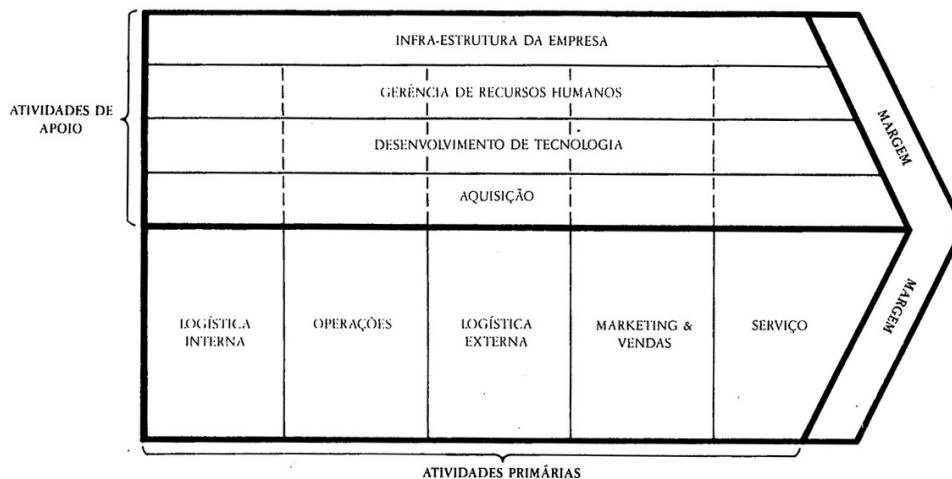 INFRA-ESTRUTURA DA EMPRESA
GERÊNCIA DE RECURSOS HUMANOS
ATIVIDADES DE
APOIO
DESENVOLVIMENTO DE TECNOLOGIA
AQUISIÇÃO
MARGEM
LOGÍSTICA
INTERNA
OPERAÇÕES
LOGÍSTICA
EXTERNA
MARKETING &
VENDAS
SERVIÇO
MARGEM
ATIVIDADES PRIMÁRIAS